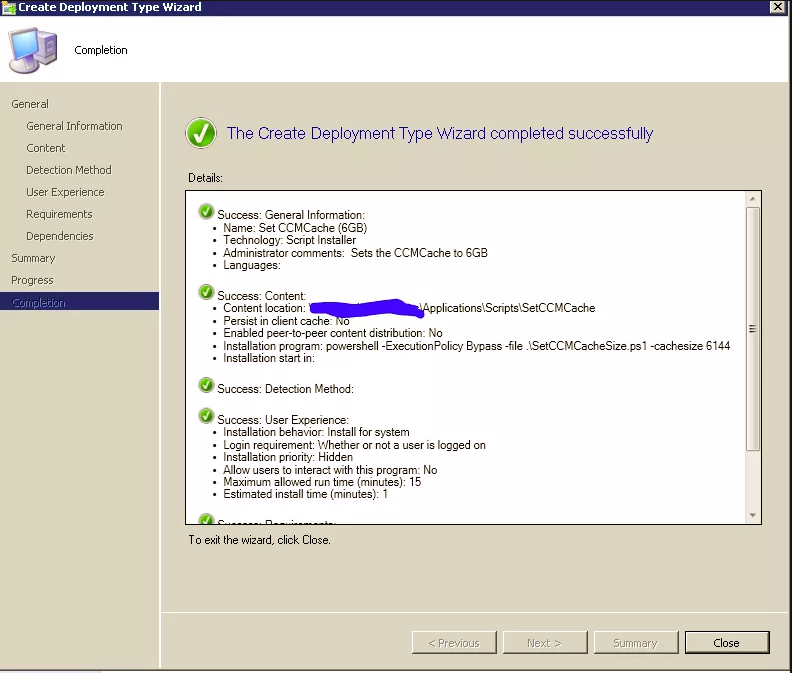 Create Deployment Type Wizard
Completion
General
General Information
Content
Detection Method
User Experience
Requirements
Dependencies
Summary
Progress
Completion
The Create Deployment Type Wizard completed successfully
Details:
Success: General Information:
• Name: Set CCMCache (6GB)
• Technology: Script Installer
• Administrator comments: Sets the CCMCache to 6GB
• Languages:
Success: Content:
• Content location: \Applications\Scripts\SetCCMCache
• Persist in client cache: No
• Enabled peer-to-peer content distribution: No
• Installation program: powershell -ExecutionPolicy Bypass -file .\SetCCMCacheSize.ps1 -cachesize 6144
• Installation start in:
Success: Detection Method:
Success: User Experience:
• Installation behavior: Install for system
• Login requirement: Whether or not a user is logged on
• Installation priority: Hidden
• Allow users to interact with this program: No
• Maximum allowed run time (minutes): 15
• Estimated install time (minutes): 1
Success: Requirements:
To exit the wizard, click Close.
< Previous
Next >
Summary
Close